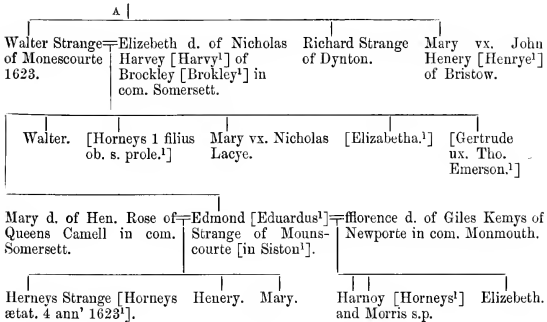 A
Walter Strange
of Monescourte
1623.
Elizebeth d. of Nicholas
Harvey [Harvy¹] of
Brockley [Brokley¹] in
com. Somersett.
Richard Strange
of Dynton.
Mary vx. John
Henery [Henrye¹]
of Bristow.
Walter.
[Horneys 1 filius
ob. s. prole.¹]
Mary vx. Nicholas
Lacye.
[Elizabetha.¹]
[Gertrude
ux. Tho.
Emerson.¹]
Mary d. of Hen. Rose of
Queens Camell in com.
Somersett.
Edmond [Eduardus¹]
Strange of Mouns-
courte [in Siston¹].
fflorence d. of Giles Kemys of
Newporte in com. Monmouth.
Herneys Strange [Horneys
ætat. 4 ann' 1623¹].
Henery.
Mary.
Harnoy [Horneys¹]
and Morris s.p.
Elizebeth.